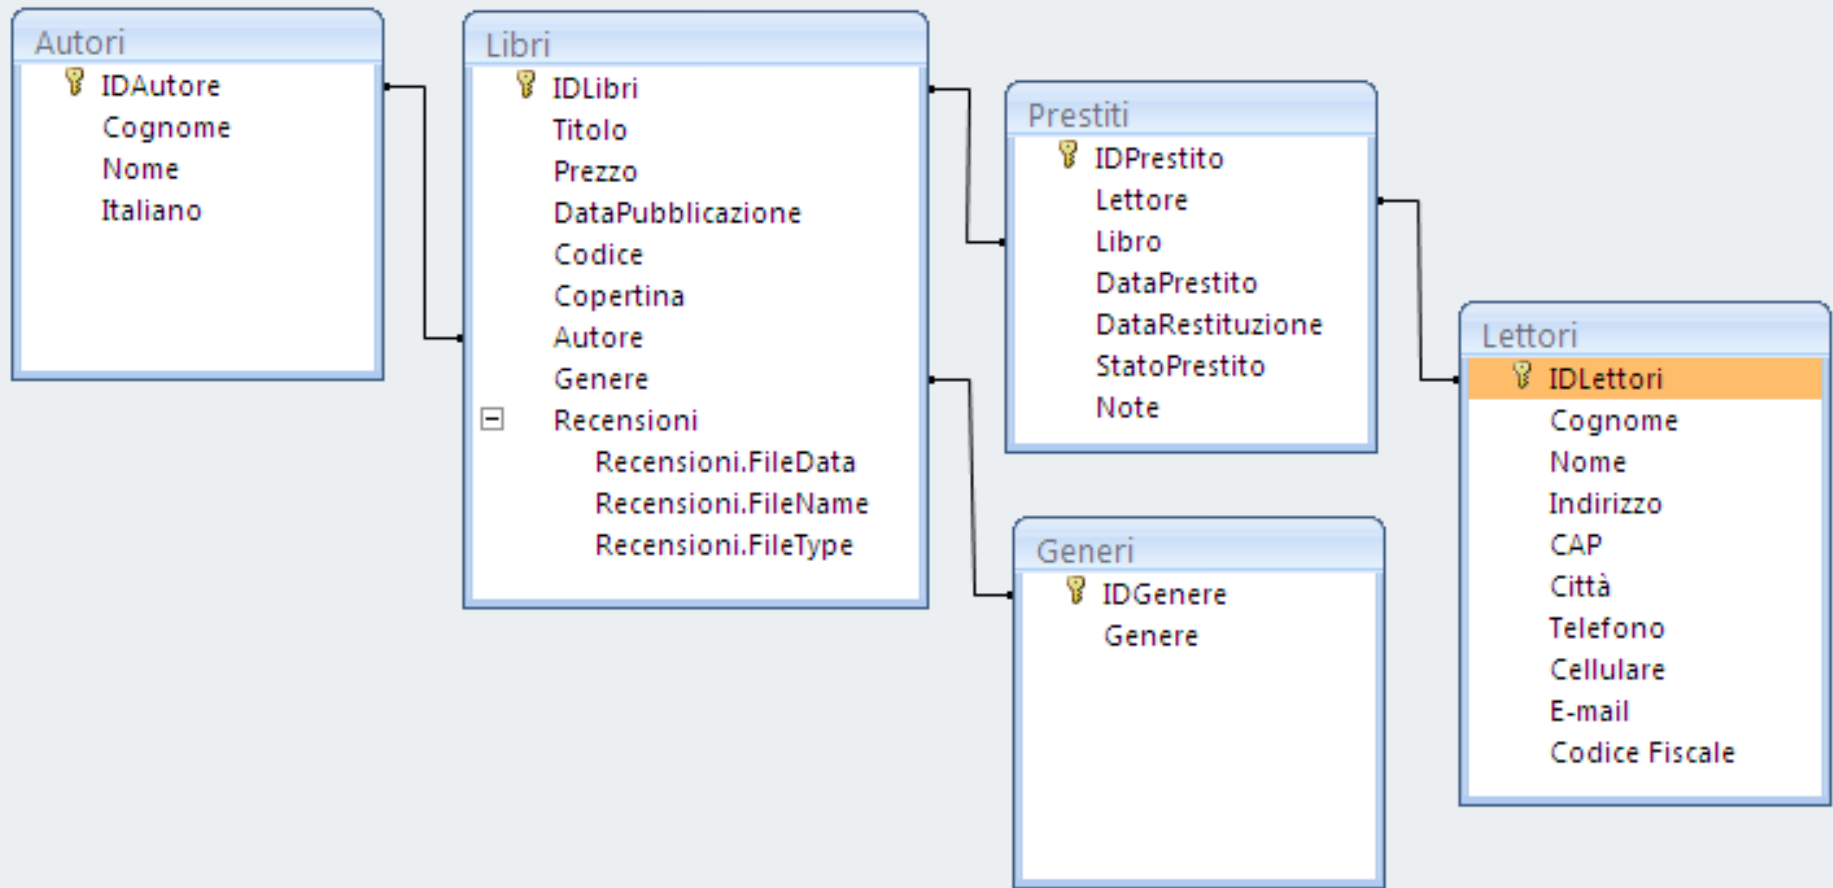 Autori
IDAutore
Cognome
Nome
Italiano
Libri
IDLibri
Titolo
Prezzo
DataPubblicazione
Codice
Copertina
Autore
Genere
Recensioni
Recensioni.FileData
Recensioni.FileName
Recensioni.FileType
Prestiti
IDPrestito
Lettore
Libro
DataPrestito
DataRestituzione
StatoPrestito
Note
Generi
IDGenere
Genere
Lettori
IDLettori
Cognome
Nome
Indirizzo
CAP
Città
Telefono
Cellulare
E-mail
Codice Fiscale